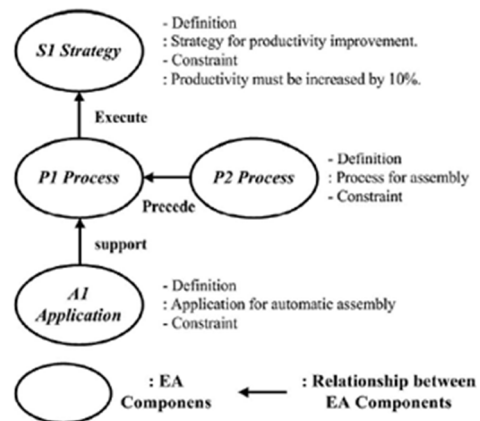 S1 Strategy
- Definition
: Strategy for productivity improvement.
- Constraint
: Productivity must be increased by 10%.
Execute
P1 Process
P2 Process
- Definition
: Process for assembly
- Constraint
Precede
support
A1
Application
- Definition
: Application for automatic assembly
- Constraint
: EA
Componens
: Relationship between
EA Components